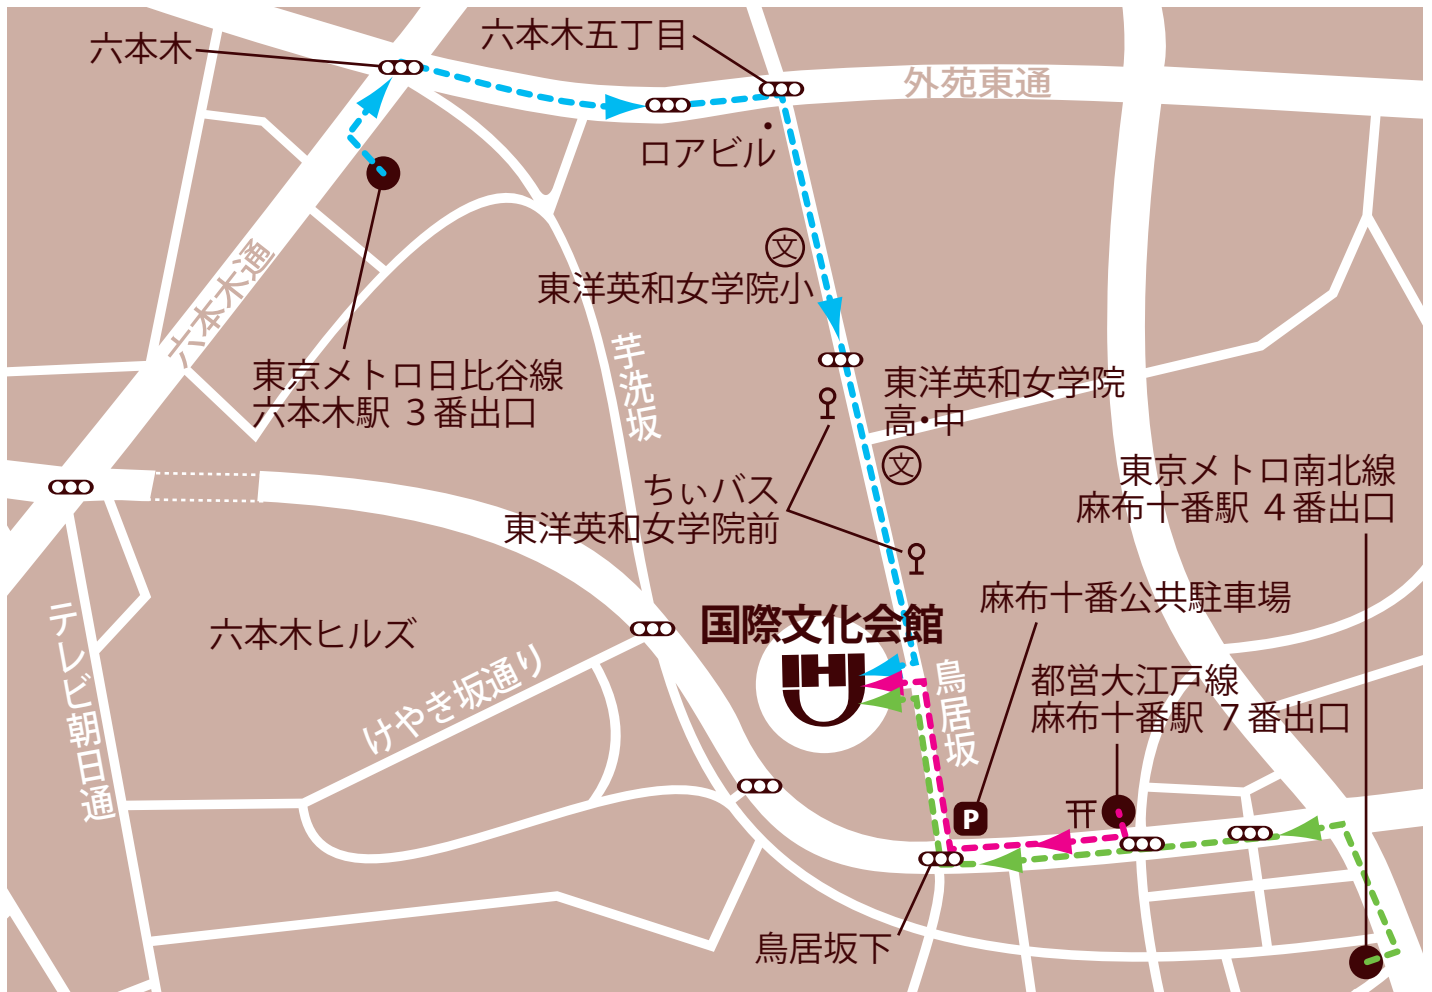 六本木
六本木五丁目
外苑東通
ロアビル
文
東洋英和女学院小
六本木通
東京メトロ日比谷線
六本木駅 3番出口
芋洗坂
東洋英和女学院
高・中
文
ちぃバス
東洋英和女学院前
東京メトロ南北線
麻布十番駅 4番出口
麻布十番公共駐車場
国際文化会館
六本木ヒルズ
テレビ朝日通
けやき坂通り
鳥居坂
都営大江戸線
麻布十番駅 7番出口
P
鳥居坂下